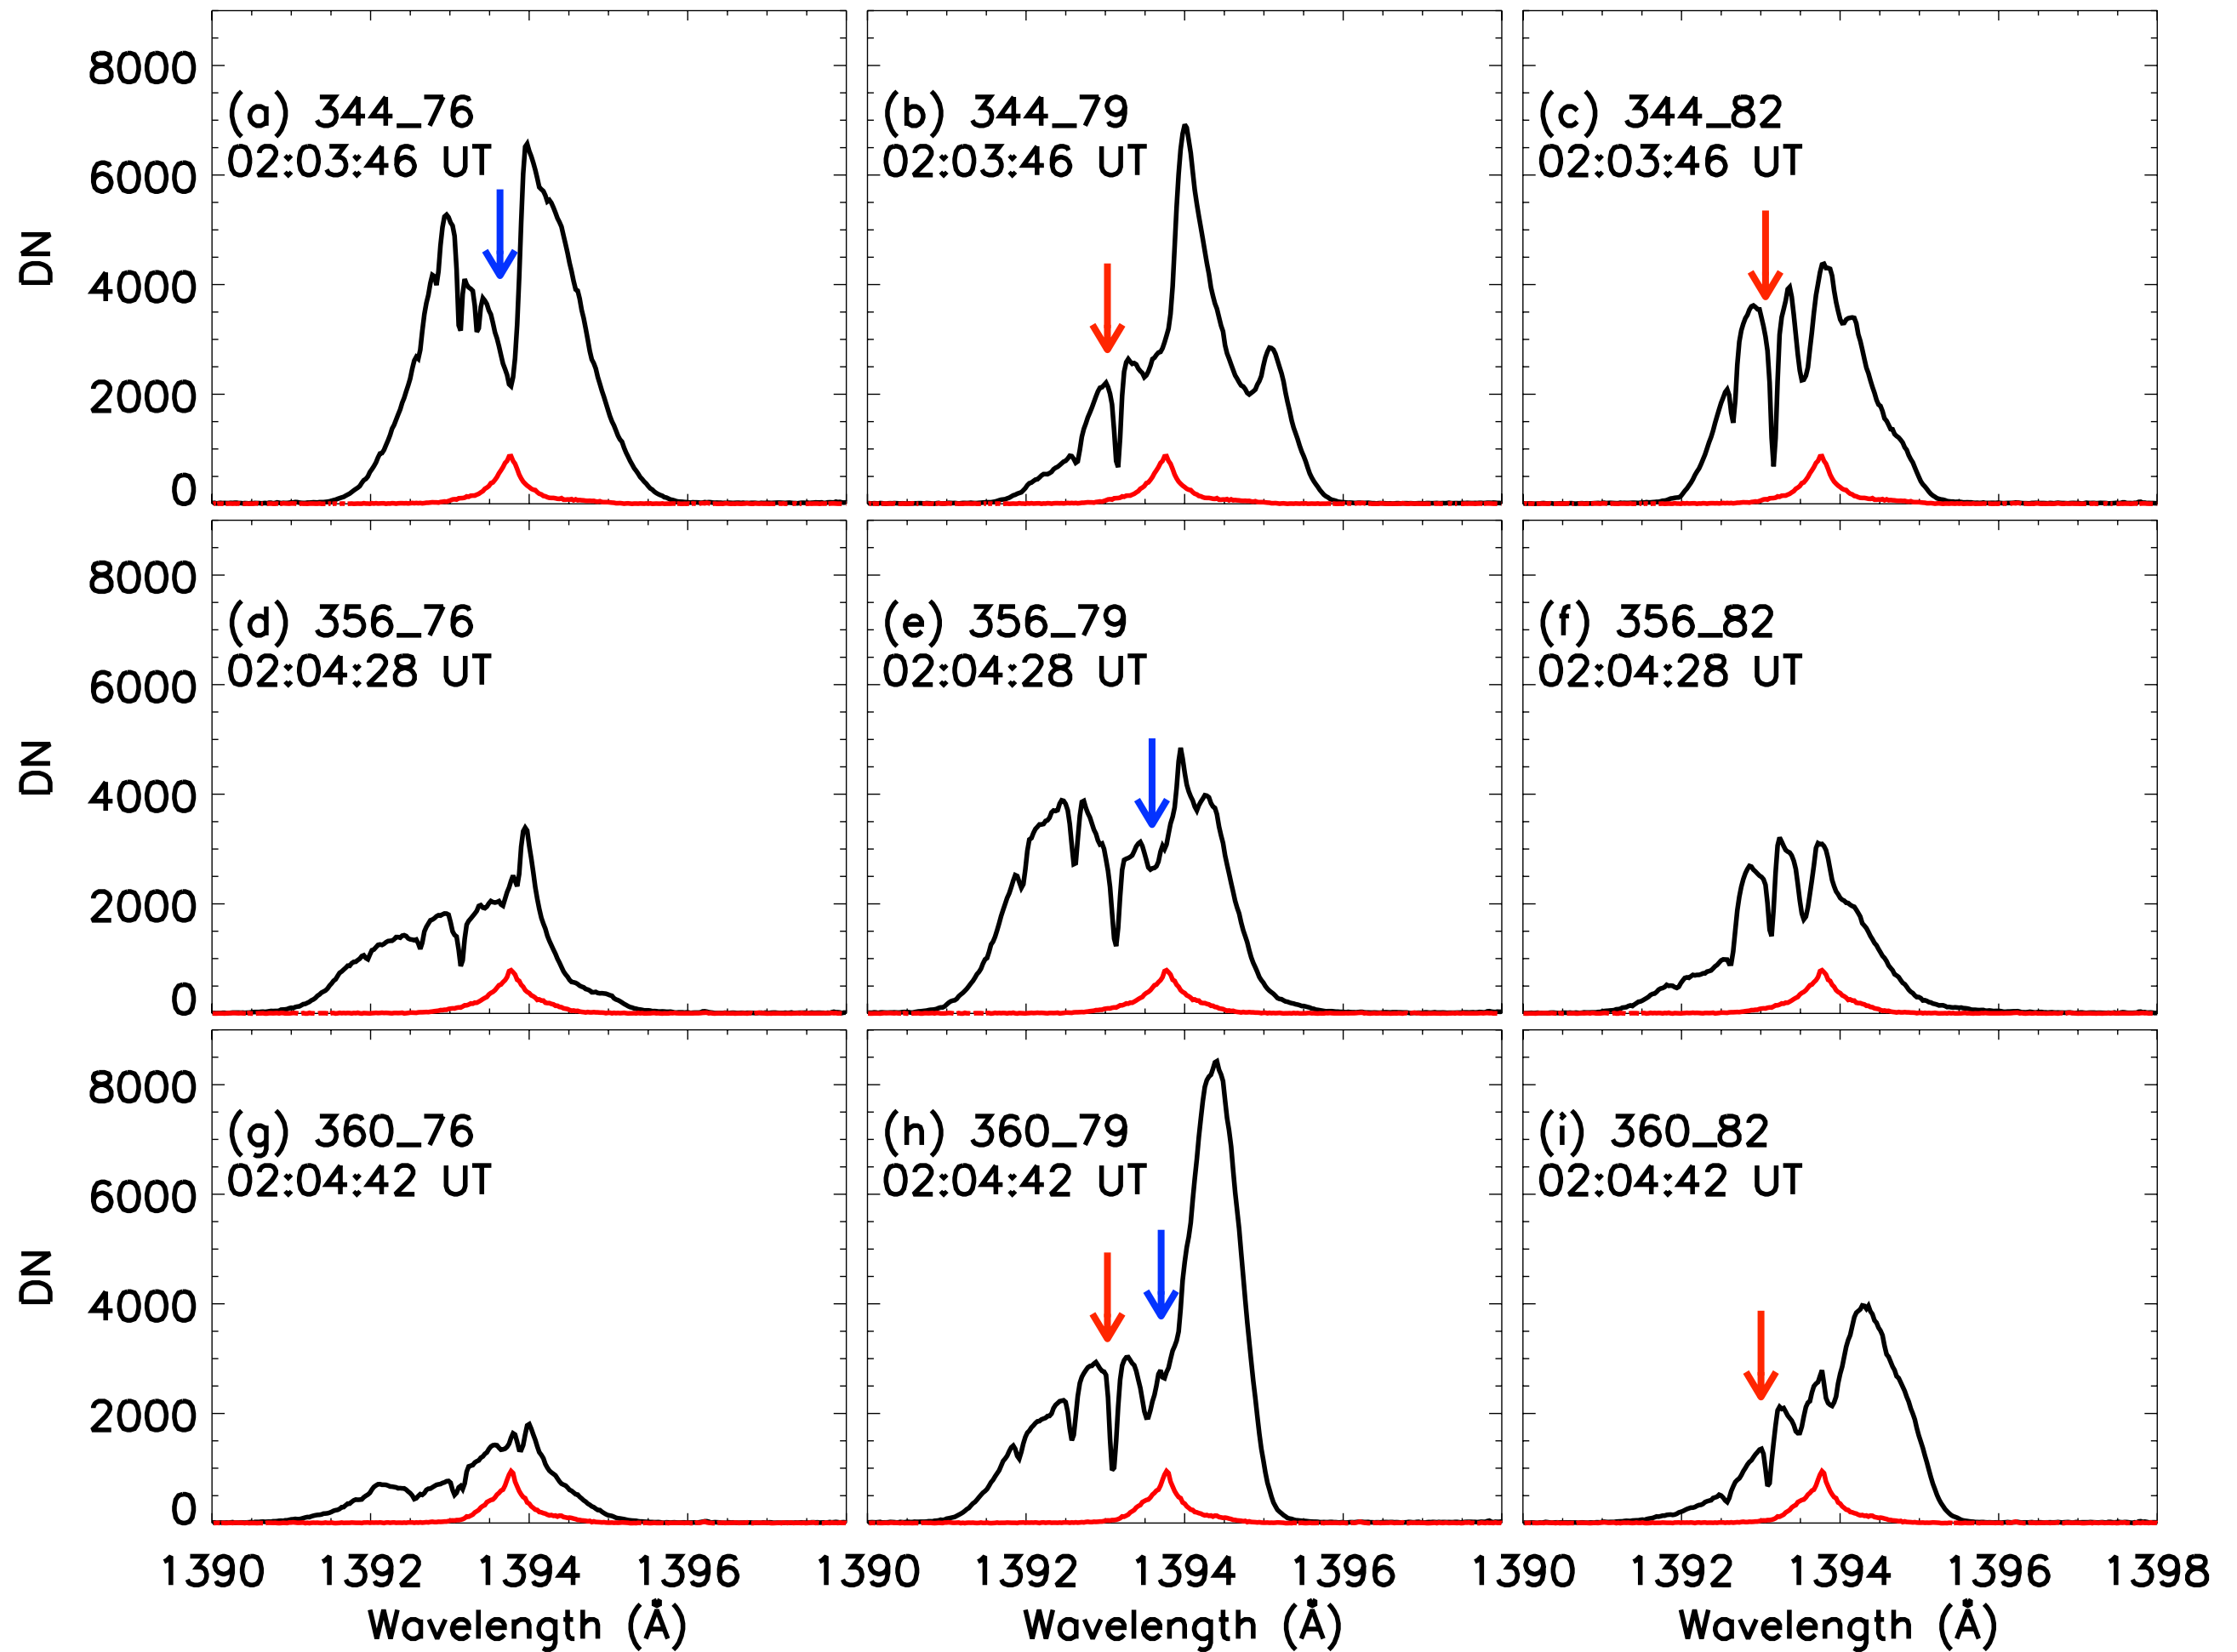 8000
6000
4000
2000
0
DN
(a) 344_76
02:03:46 UT
(b) 344_79
02:03:46 UT
(c) 344_82
02:03:46 UT
8000
6000
4000
2000
0
DN
(d) 356_76
02:04:28 UT
(e) 356_79
02:04:28 UT
(f) 356_82
02:04:28 UT
8000
6000
4000
2000
0
DN
(g) 360_76
02:04:42 UT
(h) 360_79
02:04:42 UT
(i) 360_82
02:04:42 UT
1390 1392 1394 1396 1390 1392 1394 1396 1390 1392 1394 1396 1398
Wavelength (Å) Wavelength (Å) Wavelength (Å)